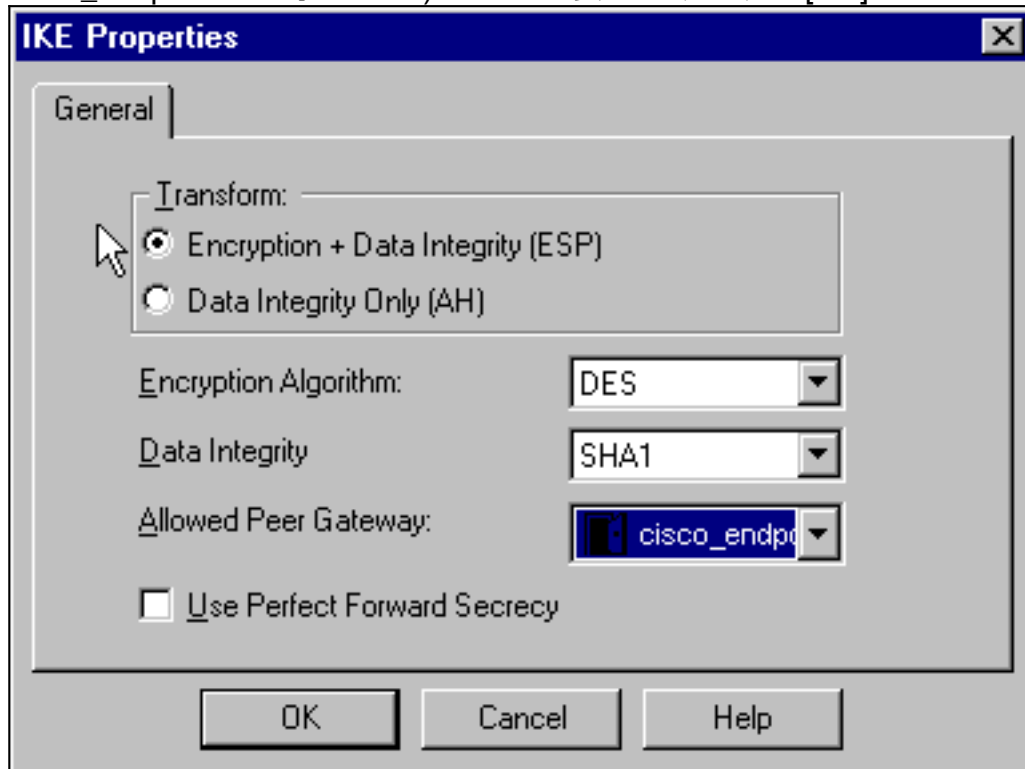 IKE Properties
General
Transform:
Encryption + Data Integrity (ESP)
Data Integrity Only (AH)
Encryption Algorithm:
DES
Data Integrity
SHA1
Allowed Peer Gateway:
cisco_endpo
Use Perfect Forward Secrecy
OK
Cancel
Help